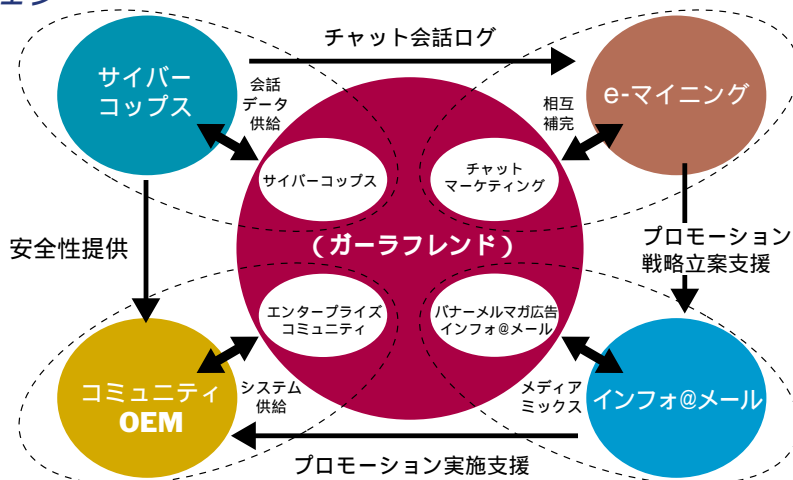 チャット会話ログ
サイバー
コップス
会話
データ
供給
相互
補完
e-マイニング
サイバーコップス
チャット
マーケティング
安全性提供
(ガーラフレンド)
プロモーション
戦略立案支援
エンタープライズ
コミュニティ
バナーメルマガ広告
インフォ@メール
コミュニティ
OEM
システム
供給
メディア
ミックス
インフォ@メール
プロモーション実施支援